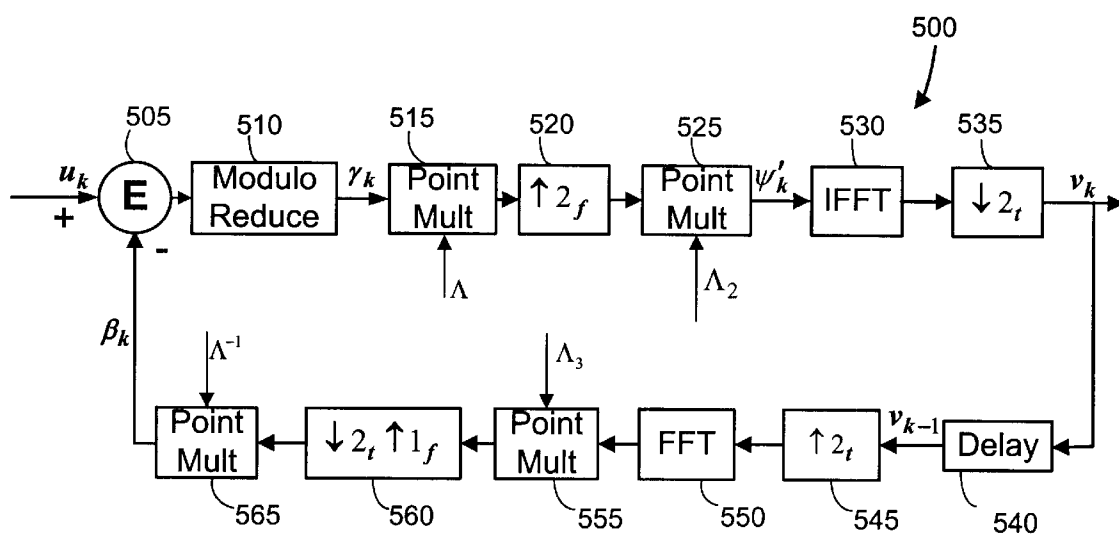 500
505
510
515
520
525
530
535
u_k
+
E
-
Modulo
Reduce
γ_k
Point
Mult
↑ 2_f
Point
Mult
ψ'_k
IFFT
↓ 2_t
v_k
Λ
Λ_2
β_k
Λ^{-1}
Λ_3
Point
Mult
↓ 2_t ↑ 1_f
Point
Mult
FFT
↑ 2_t
v_{k-1}
Delay
565
560
555
550
545
540